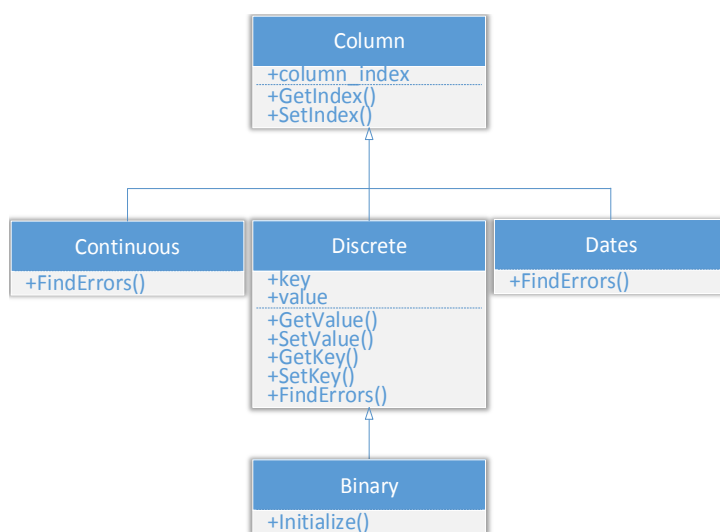 Column
+column_index
+GetIndex()
+SetIndex()
Continuous
+FindErrors()
Discrete
+key
+value
+GetValue()
+SetValue()
+GetKey()
+SetKey()
+FindErrors()
Dates
+FindErrors()
Binary
+Initialize()